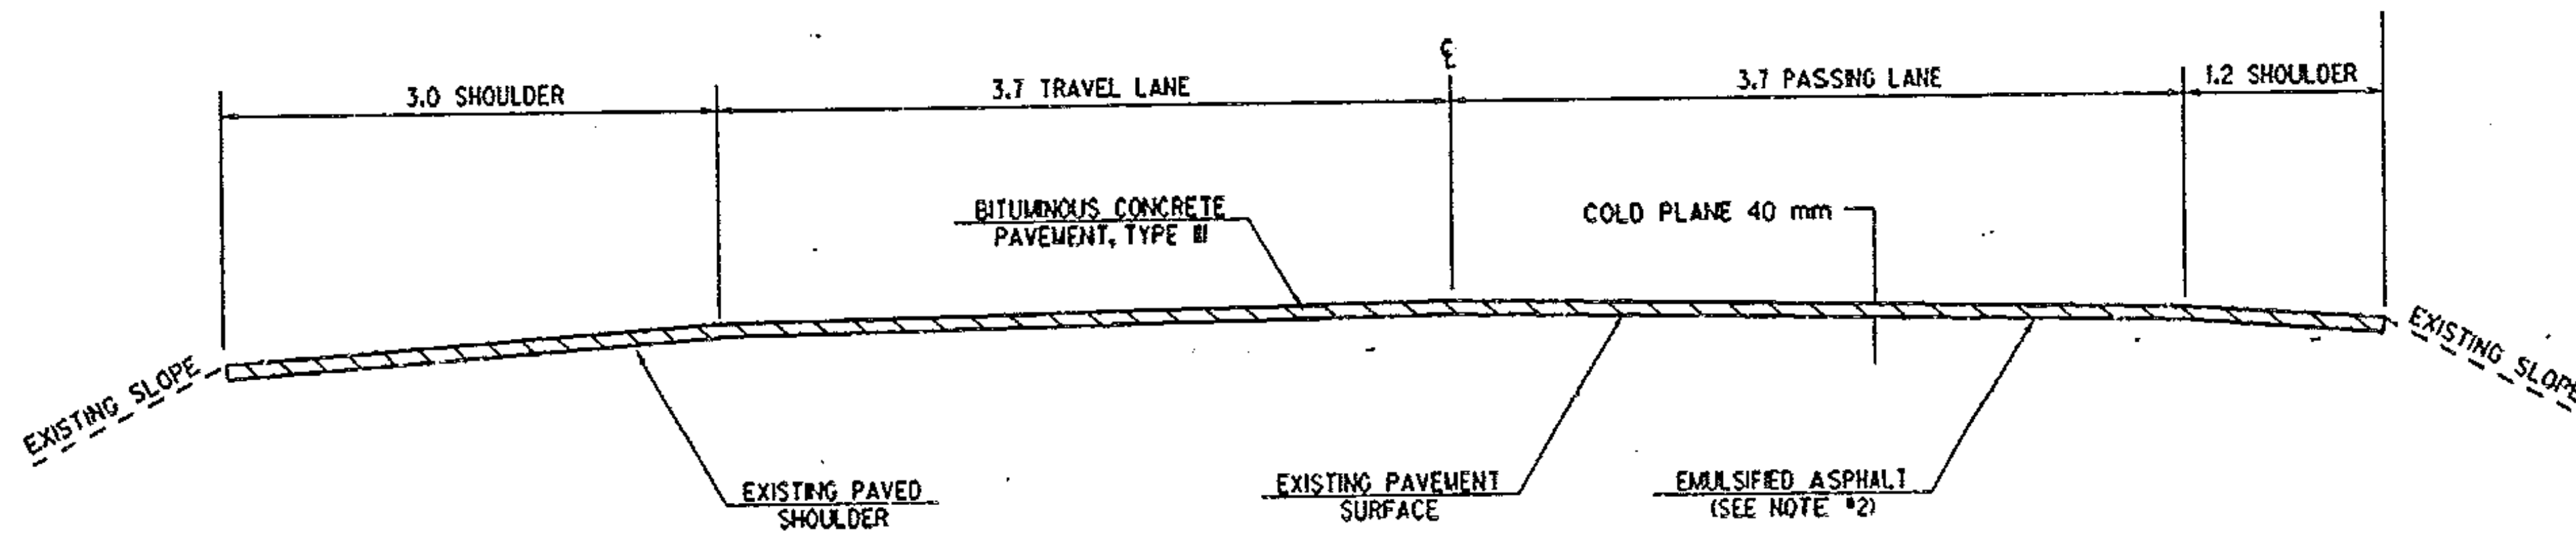 ℄
3.0 SHOULDER
3.7 TRAVEL LANE
3.7 PASSING LANE
1.2 SHOULDER
BITUMINOUS CONCRETE
PAVEMENT, TYPE III
COLD PLANE 40 mm
EXISTING SLOPE
EXISTING SLOPE
EXISTING PAVED
SHOULDER
EXISTING PAVEMENT
SURFACE
EMULSIFIED ASPHALT
(SEE NOTE #2)